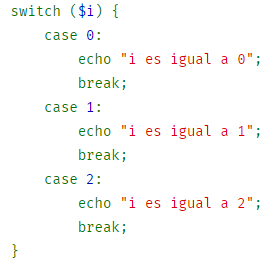 switch ($i) {
    case 0:
        echo "i es igual a 0";
        break;
    case 1:
        echo "i es igual a 1";
        break;
    case 2:
        echo "i es igual a 2";
        break;
}